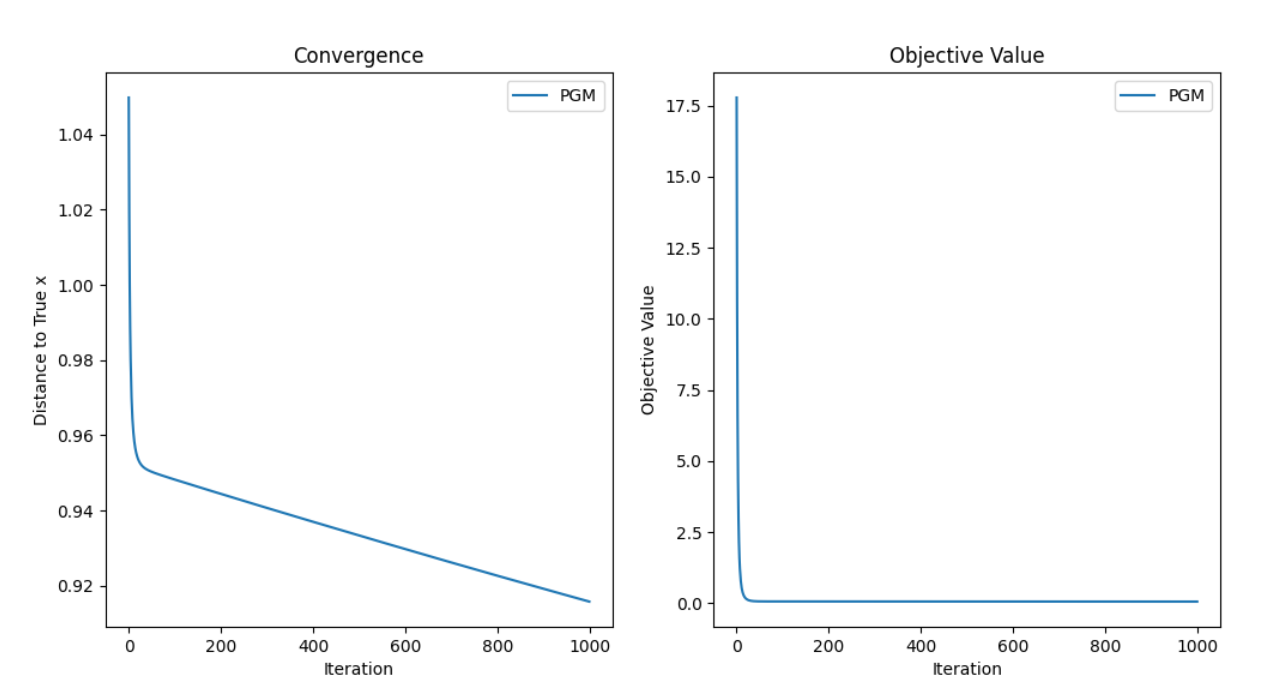 Convergence
PGM
1.04
1.02
1.00
0.98
0.96
0.94
0.92
Distance to True x
0 200 400 600 800 1000
Iteration
Objective Value
PGM
17.5
15.0
12.5
10.0
7.5
5.0
2.5
0.0
Objective Value
0 200 400 600 800 1000
Iteration